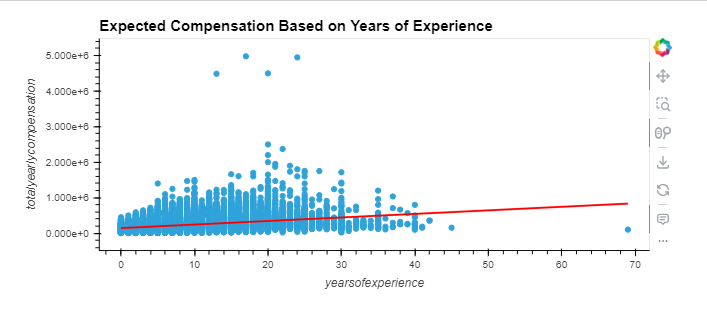 Expected Compensation Based on Years of Experience
totalyearlycompensation
5.000e+6
4.000e+6
3.000e+6
2.000e+6
1.000e+6
0.000e+0
0 10 20 30 40 50 60 70
yearsofexperience